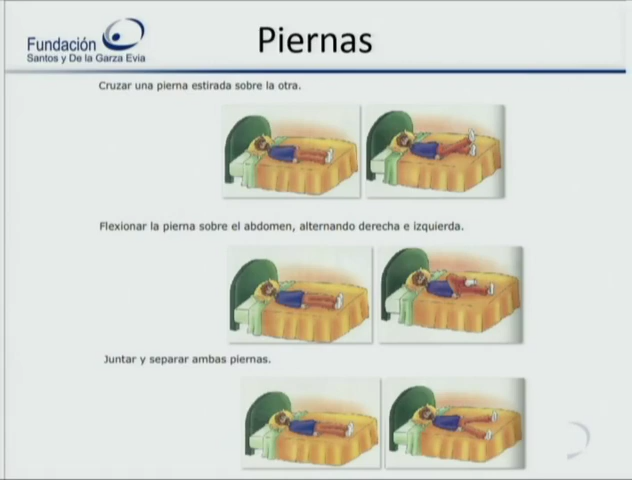 Fundación
Santos y De la Garza Evia
Piernas
Cruzar una pierna estirada sobre la otra.
Flexionar la pierna sobre el abdomen, alternando derecha e izquierda.
Juntar y separar ambas piernas.